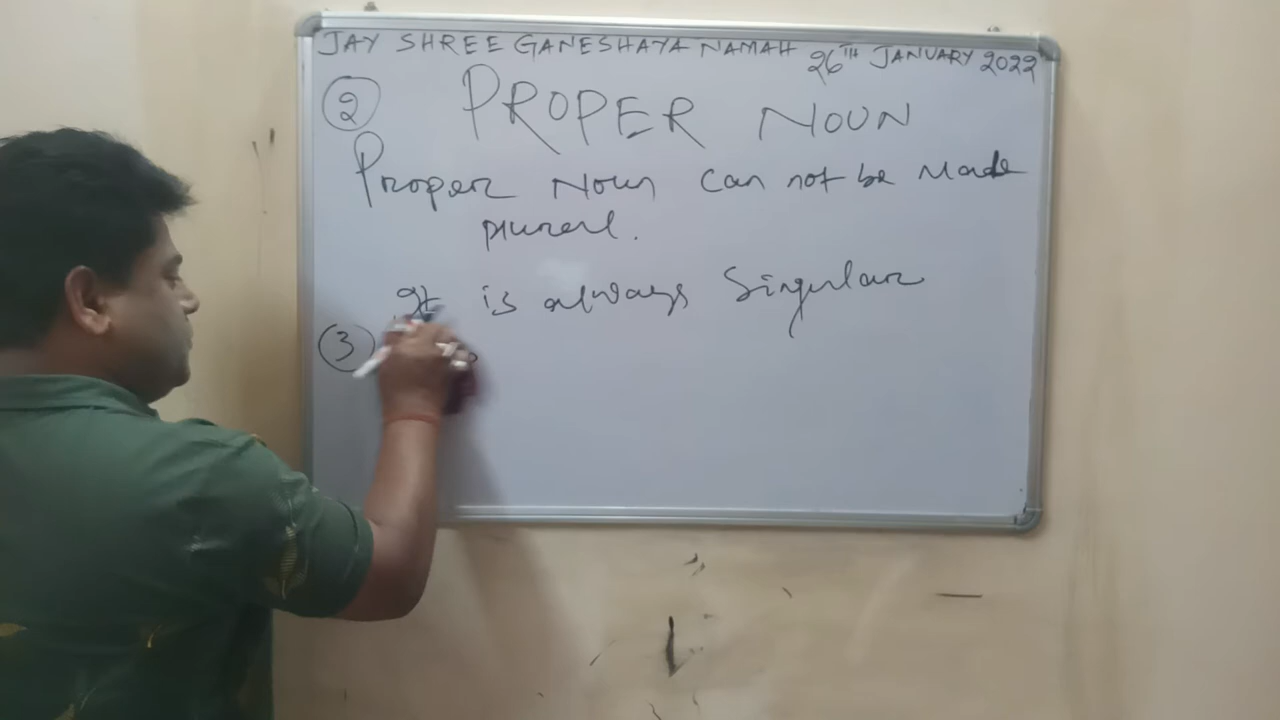 JAY SHREE GANESHAYA NAMAH 26TH JANUARY 2022
2 PROPER NOUN
Proper Noun Can not be Made
plural.
It is always Singular
3